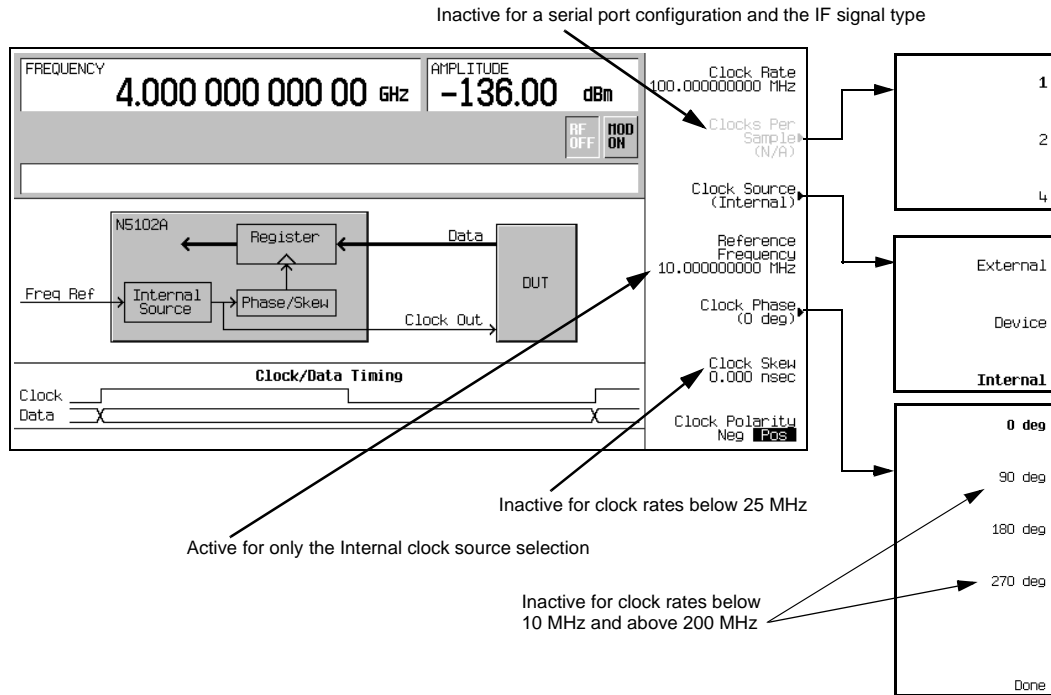 Inactive for a serial port configuration and the IF signal type
FREQUENCY
4.000 000 000 00 GHz
AMPLITUDE
-136.00 dBm
RF
OFF
MOD
ON
Clock Rate
100.000000000 MHz
Clocks Per
Sample
(N/A)
Clock Source
(Internal)
Reference
Frequency
10.000000000 MHz
Clock Phase
(0 deg)
Clock Skew
0.000 nsec
Clock Polarity
Neg Pos
N5102A
Register
Data
DUT
Freq Ref
Internal
Source
Phase/Skew
Clock Out
Clock/Data Timing
Clock
Data
1
2
4
External
Device
Internal
0 deg
90 deg
180 deg
270 deg
Done
Inactive for clock rates below 25 MHz
Active for only the Internal clock source selection
Inactive for clock rates below
10 MHz and above 200 MHz